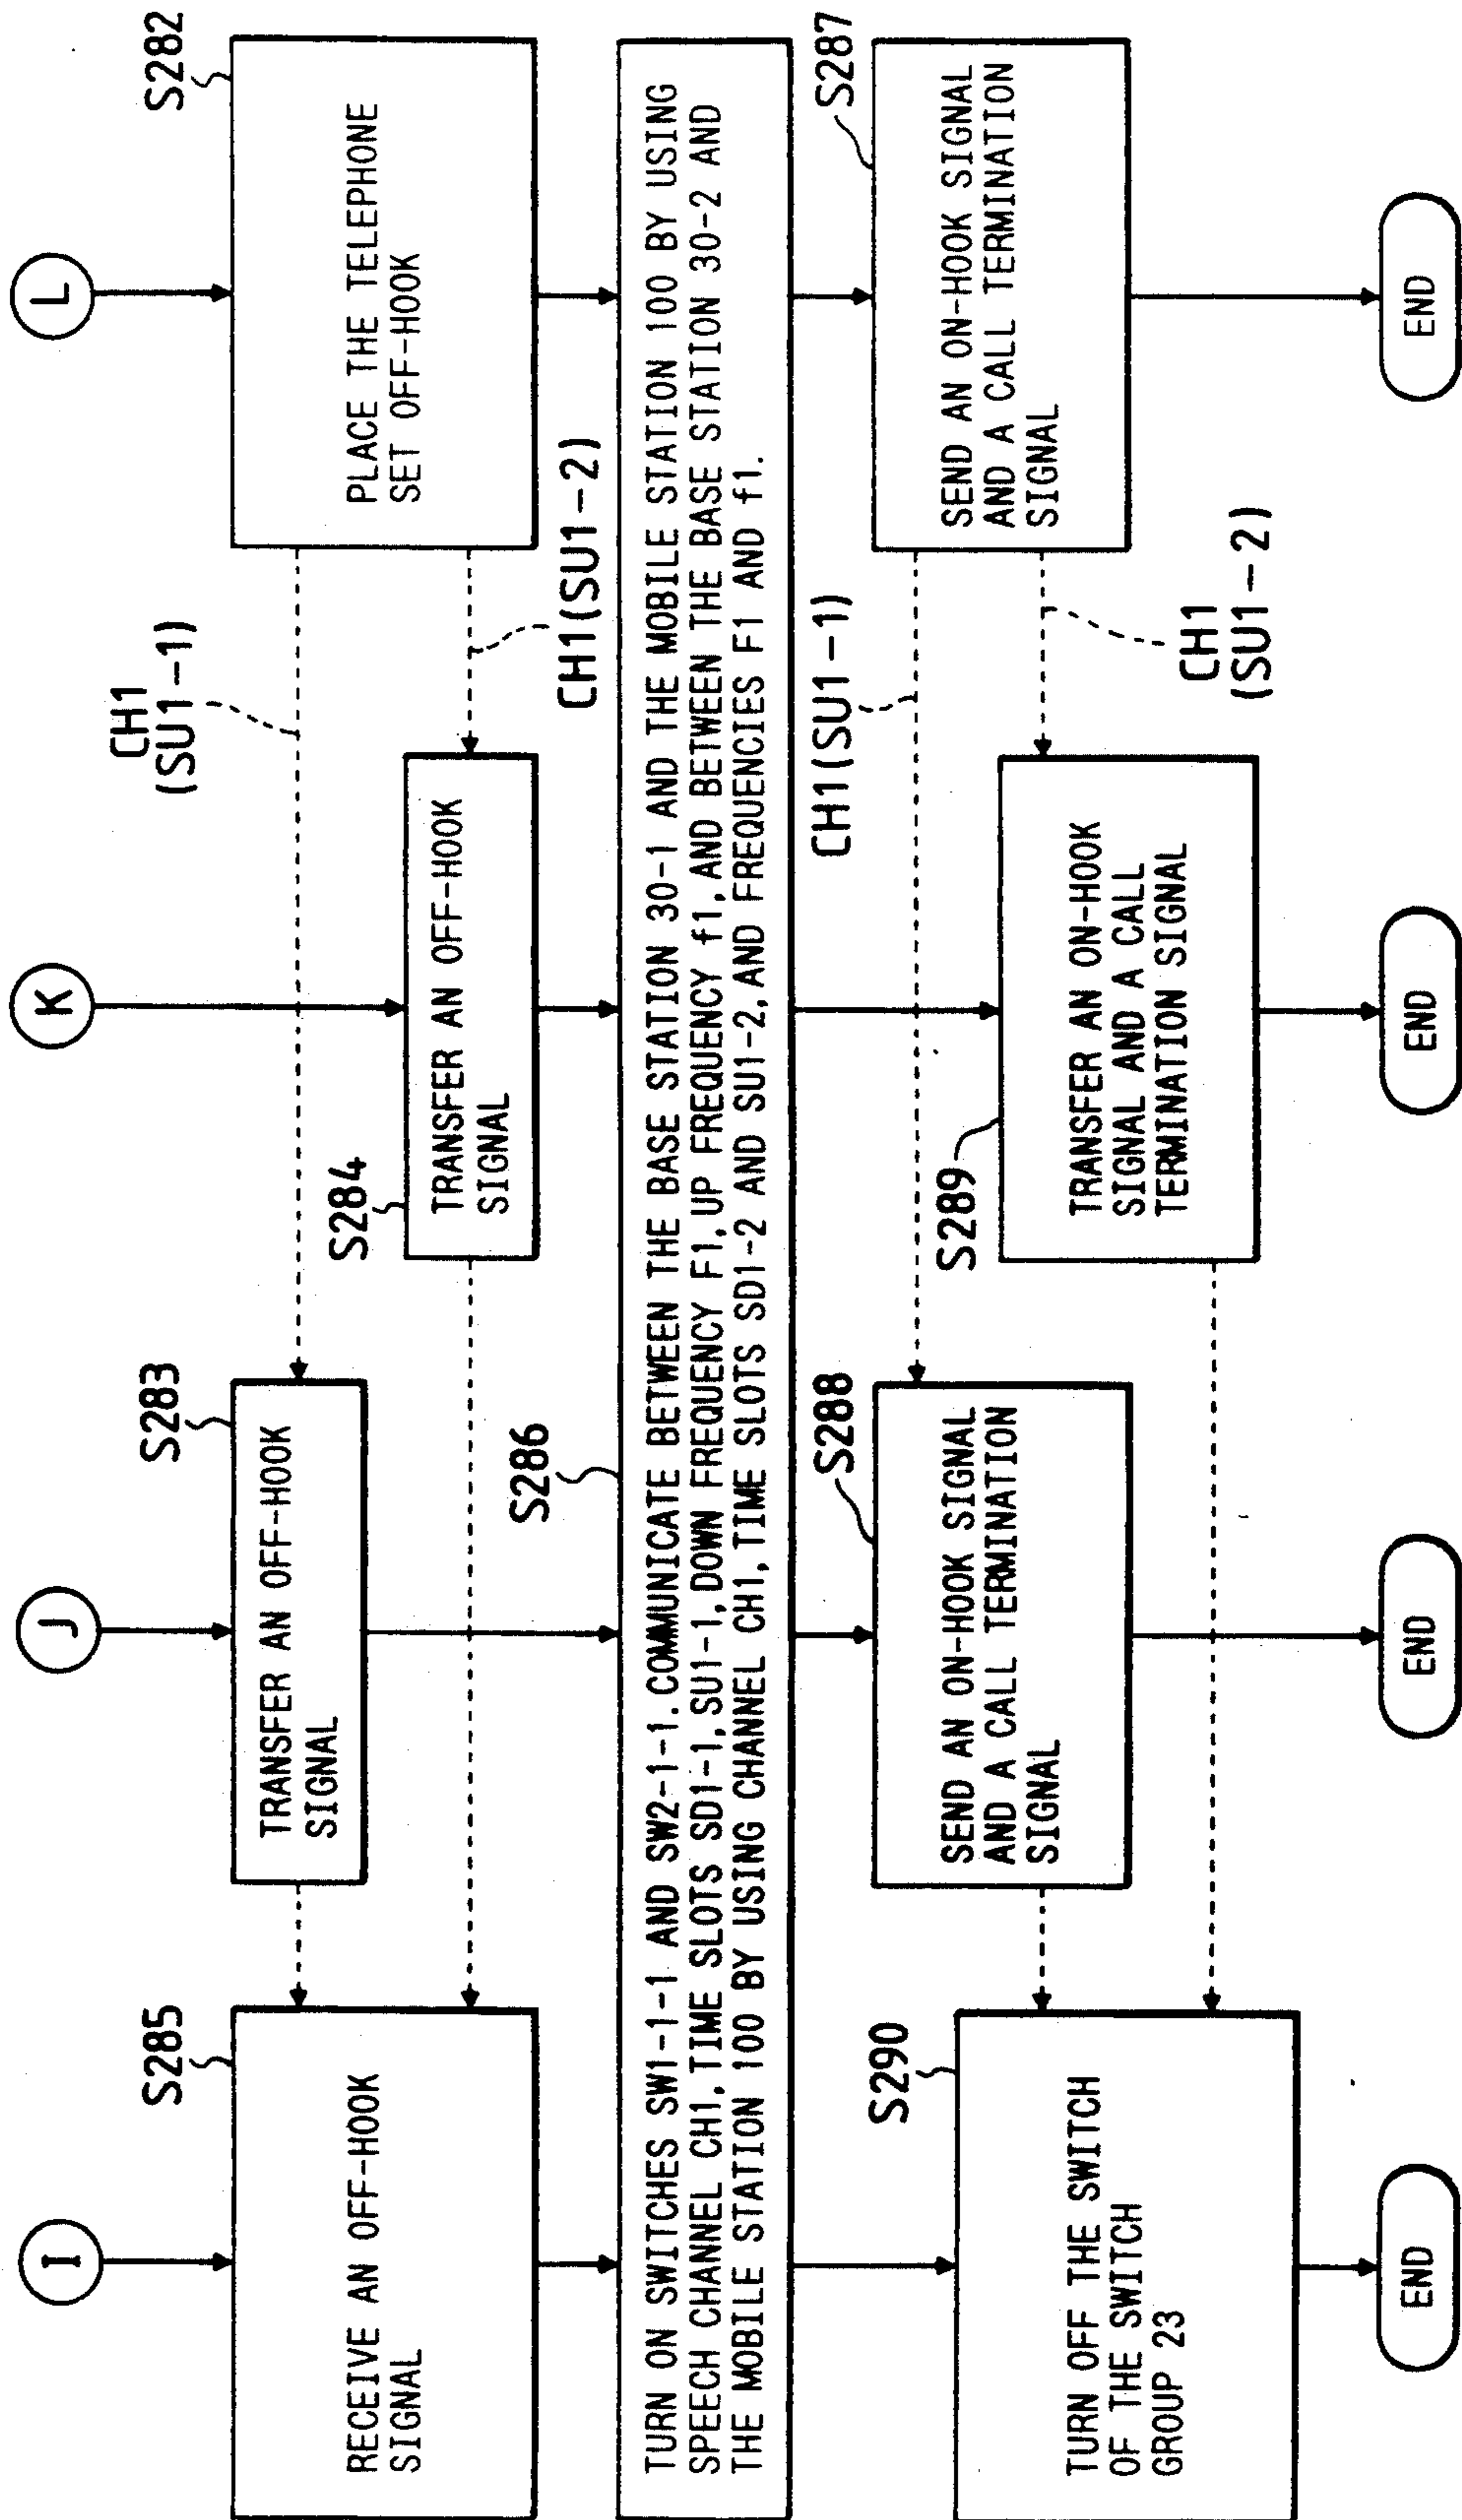 I
J
K
L
S285
RECEIVE AN OFF-HOOK
SIGNAL
S283
TRANSFER AN OFF-HOOK
SIGNAL
S284
TRANSFER AN OFF-HOOK
SIGNAL
CH1
(SU1-1)
S282
PLACE THE TELEPHONE
SET OFF-HOOK
CH1(SU1-2)
S286
TURN ON SWITCHES SW1-1-1 AND SW2-1-1. COMMUNICATE BETWEEN THE BASE STATION 30-1 AND THE MOBILE STATION 100 BY USING
SPEECH CHANNEL CH1, TIME SLOTS SD1-1, SU1-1, DOWN FREQUENCY F1, UP FREQUENCY f1, AND BETWEEN THE BASE STATION 30-2 AND
THE MOBILE STATION 100 BY USING CHANNEL CH1, TIME SLOTS SD1-2 AND SU1-2, AND FREQUENCIES F1 AND f1.
S290
TURN OFF THE SWITCH
OF THE SWITCH
GROUP 23
S288
SEND AN ON-HOOK SIGNAL
AND A CALL TERMINATION
SIGNAL
S289
TRANSFER AN ON-HOOK
SIGNAL AND A CALL
TERMINATION SIGNAL
CH1(SU1-1)
CH1
(SU1-2)
S287
SEND AN ON-HOOK SIGNAL
AND A CALL TERMINATION
SIGNAL
END
END
END
END